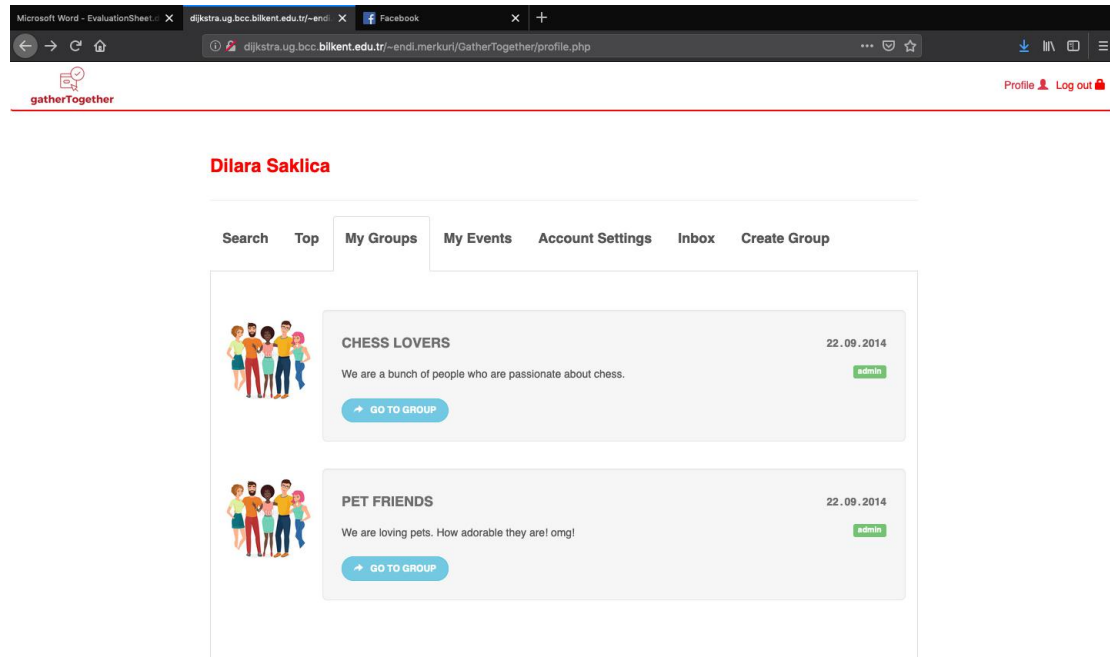 Microsoft Word - EvaluationSheet.d
dijkstra.ug.bcc.bilkent.edu.tr/~endi.
Facebook
dijkstra.ug.bcc.bilkent.edu.tr/~endi.merkuri/GatherTogether/profile.php
gatherTogether
Profile Log out
Dilara Saklica
Search Top My Groups My Events Account Settings Inbox Create Group
CHESS LOVERS 22.09.2014
We are a bunch of people who are passionate about chess. admin
GO TO GROUP
PET FRIENDS 22.09.2014
We are loving pets. How adorable they are! omg! admin
GO TO GROUP